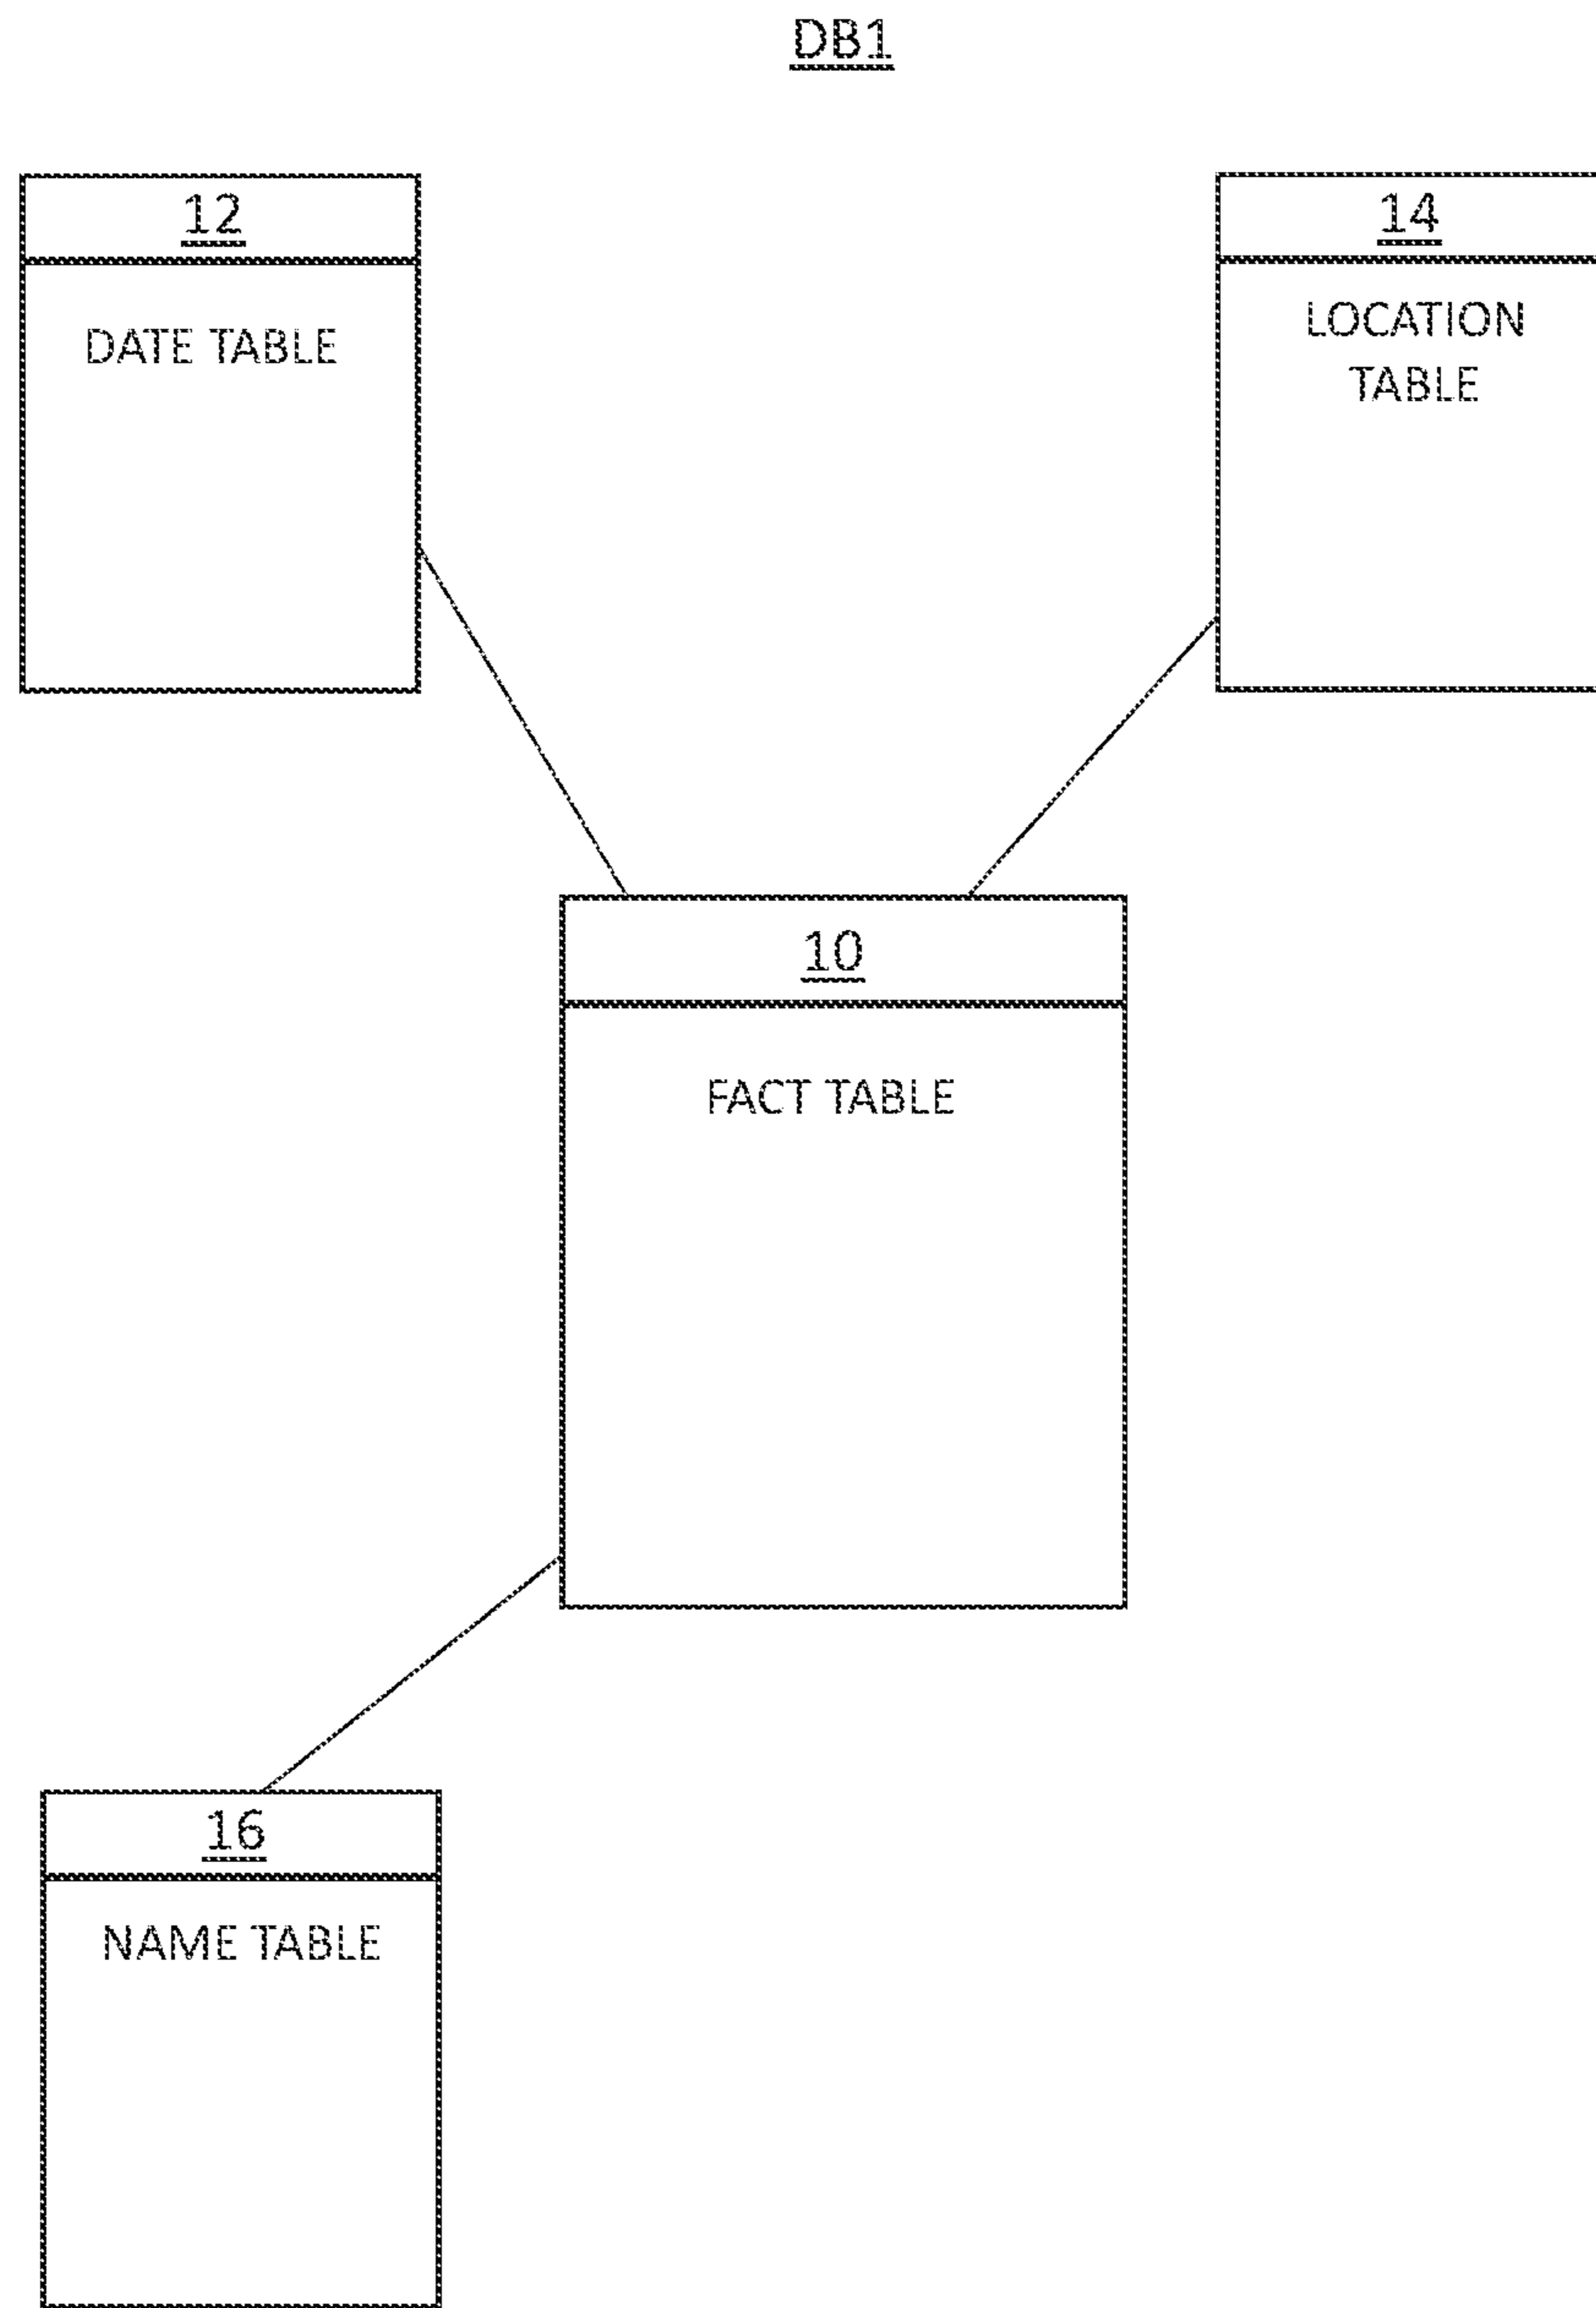 DB1
12
DATE TABLE
14
LOCATION
TABLE
10
FACT TABLE
16
NAME TABLE